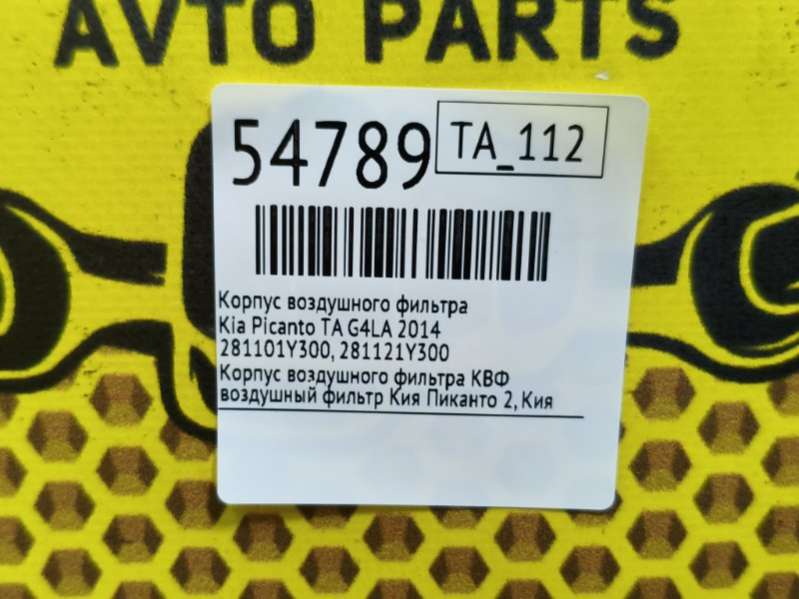 AVTO PARTS
54789
TA_112
Корпус воздушного фильтра
Kia Picanto TA G4LA 2014
281101Y300, 281121Y300
Корпус воздушного фильтра КВФ
воздушный фильтр Кия Пиканто 2, Кия